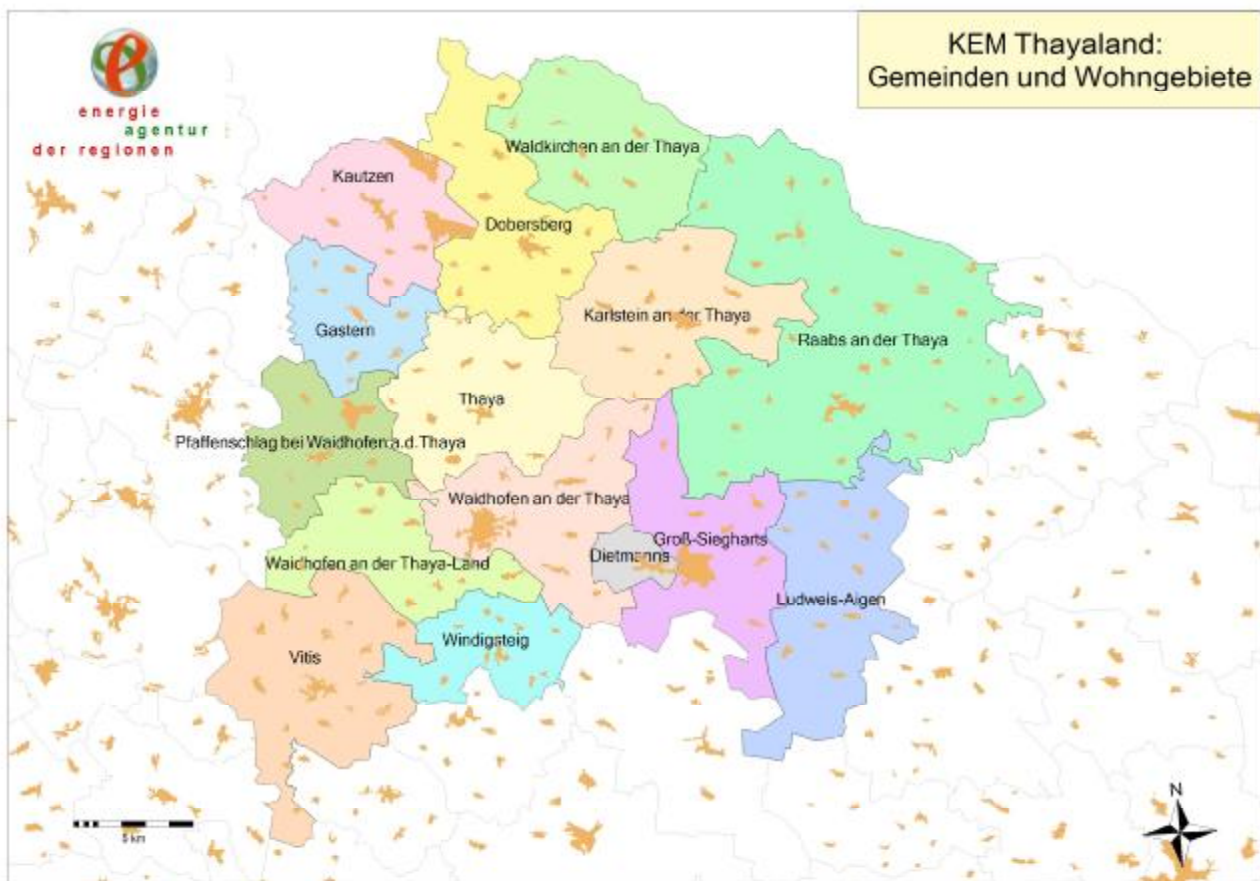 KEM Thayaland:
Gemeinden und Wohngebiete
energie
agentur
der regionen
Waldkirchen an der Thaya
Kautzen
Dobersberg
Karlstein an der Thaya
Gastern
Raabs an der Thaya
Thaya
Pfaffenschlag bei Waidhofen a.d. Thaya
Waidhofen an der Thaya
Groß-Siegharts
Dietmanns
Waidhofen an der Thaya-Land
Ludweis-Aigen
Windigsteig
Vitis
N
5 km